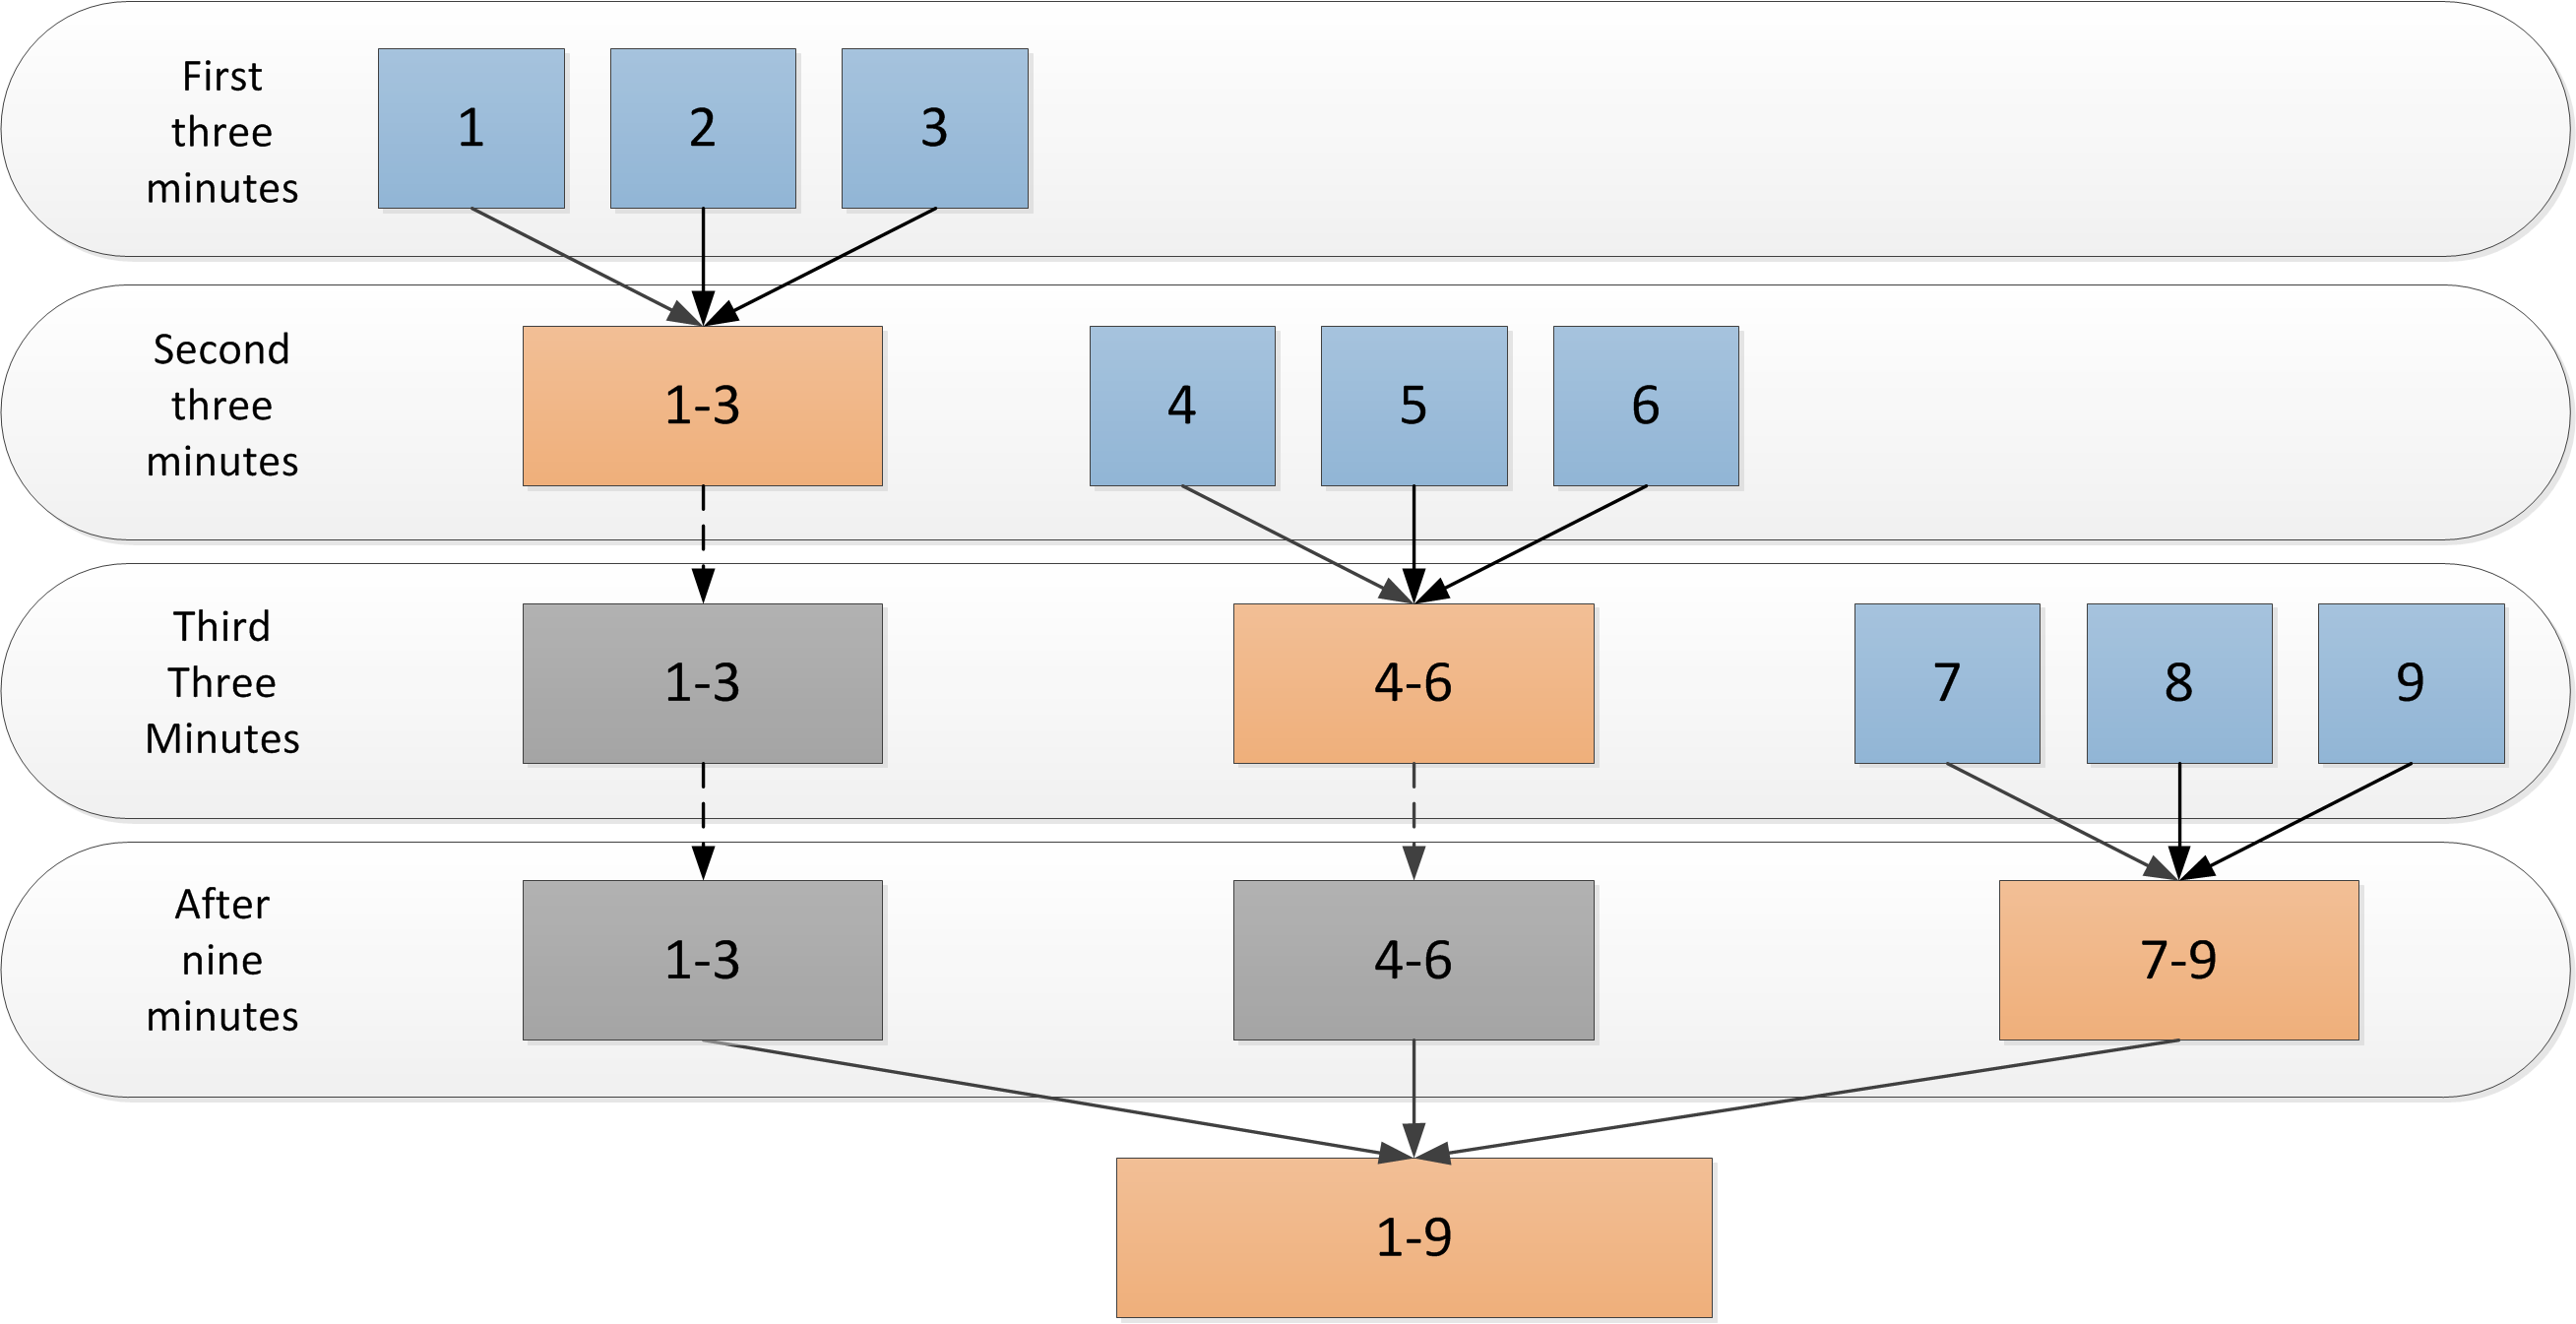 First
three
minutes
1
2
3
Second
three
minutes
1-3
4
5
6
Third
Three
Minutes
1-3
4-6
7
8
9
After
nine
minutes
1-3
4-6
7-9
1-9